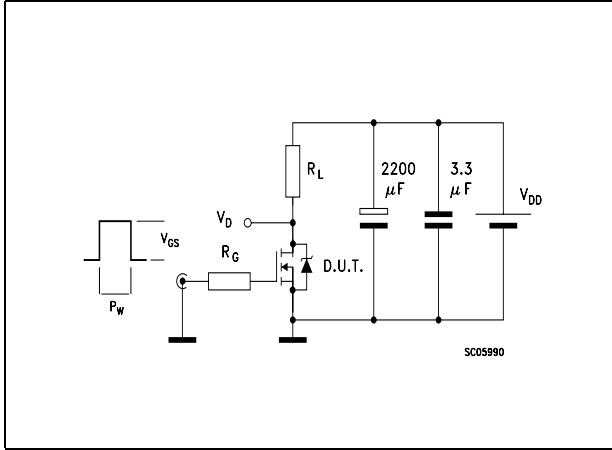 R_L
2200
μF
3.3
μF
V_DD
V_D
V_GS
R_G
D.U.T.
P_W
SC05990